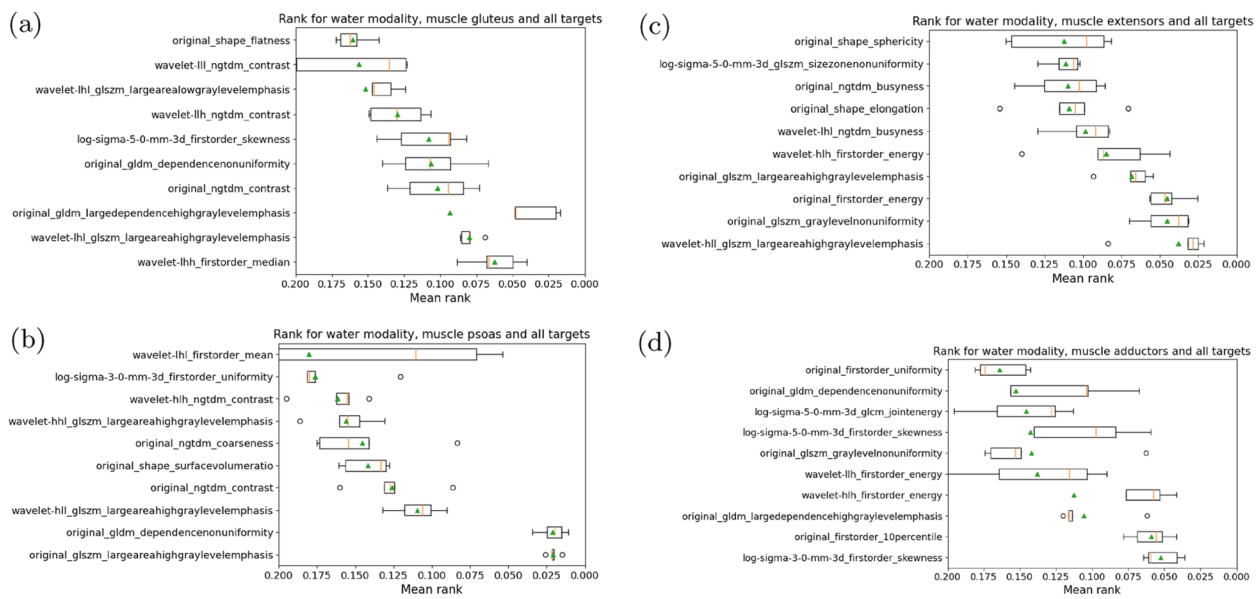 (a)
Rank for water modality, muscle gluteus and all targets
original_shape_flatness
wavelet-lll_ngtdm_contrast
wavelet-lhl_glszm_largearealowgraylevelemphasis
wavelet-llh_ngtdm_contrast
log-sigma-5-0-mm-3d_firstorder_skewness
original_gldm_dependencenonuniformity
original_ngtdm_contrast
original_gldm_largedependencehighgraylevelemphasis
wavelet-lhl_glszm_largeareahighgraylevelemphasis
wavelet-lhh_firstorder_median
0.200 0.175 0.150 0.125 0.100 0.075 0.050 0.025 0.000
Mean rank
(b)
Rank for water modality, muscle psoas and all targets
wavelet-lhl_firstorder_mean
log-sigma-3-0-mm-3d_firstorder_uniformity
wavelet-hlh_ngtdm_contrast
wavelet-hhl_glszm_largeareahighgraylevelemphasis
original_ngtdm_coarseness
original_shape_surfacevolumeratio
original_ngtdm_contrast
wavelet-hll_glszm_largeareahighgraylevelemphasis
original_gldm_dependencenonuniformity
original_glszm_largeareahighgraylevelemphasis
0.200 0.175 0.150 0.125 0.100 0.075 0.050 0.025 0.000
Mean rank
(c)
Rank for water modality, muscle extensors and all targets
original_shape_sphericity
log-sigma-5-0-mm-3d_glszm_sizezonenonuniformity
original_ngtdm_busyness
original_shape_elongation
wavelet-lhl_ngtdm_busyness
wavelet-hlh_firstorder_energy
original_glszm_largeareahighgraylevelemphasis
original_firstorder_energy
original_glszm_graylevelnonuniformity
wavelet-hll_glszm_largeareahighgraylevelemphasis
0.200 0.175 0.150 0.125 0.100 0.075 0.050 0.025 0.000
Mean rank
(d)
Rank for water modality, muscle adductors and all targets
original_firstorder_uniformity
original_gldm_dependencenonuniformity
log-sigma-5-0-mm-3d_glcm_jointenergy
log-sigma-5-0-mm-3d_firstorder_skewness
original_glszm_graylevelnonuniformity
wavelet-llh_firstorder_energy
wavelet-hlh_firstorder_energy
original_gldm_largedependencehighgraylevelemphasis
original_firstorder_10percentile
log-sigma-3-0-mm-3d_firstorder_skewness
0.200 0.175 0.150 0.125 0.100 0.075 0.050 0.025 0.000
Mean rank